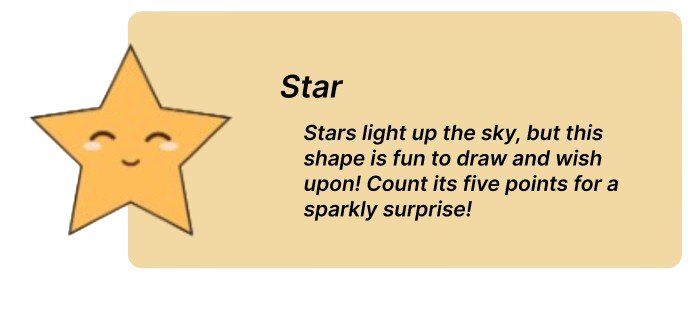 Star
Stars light up the sky, but this
shape is fun to draw and wish
upon! Count its five points for a
sparkly surprise!